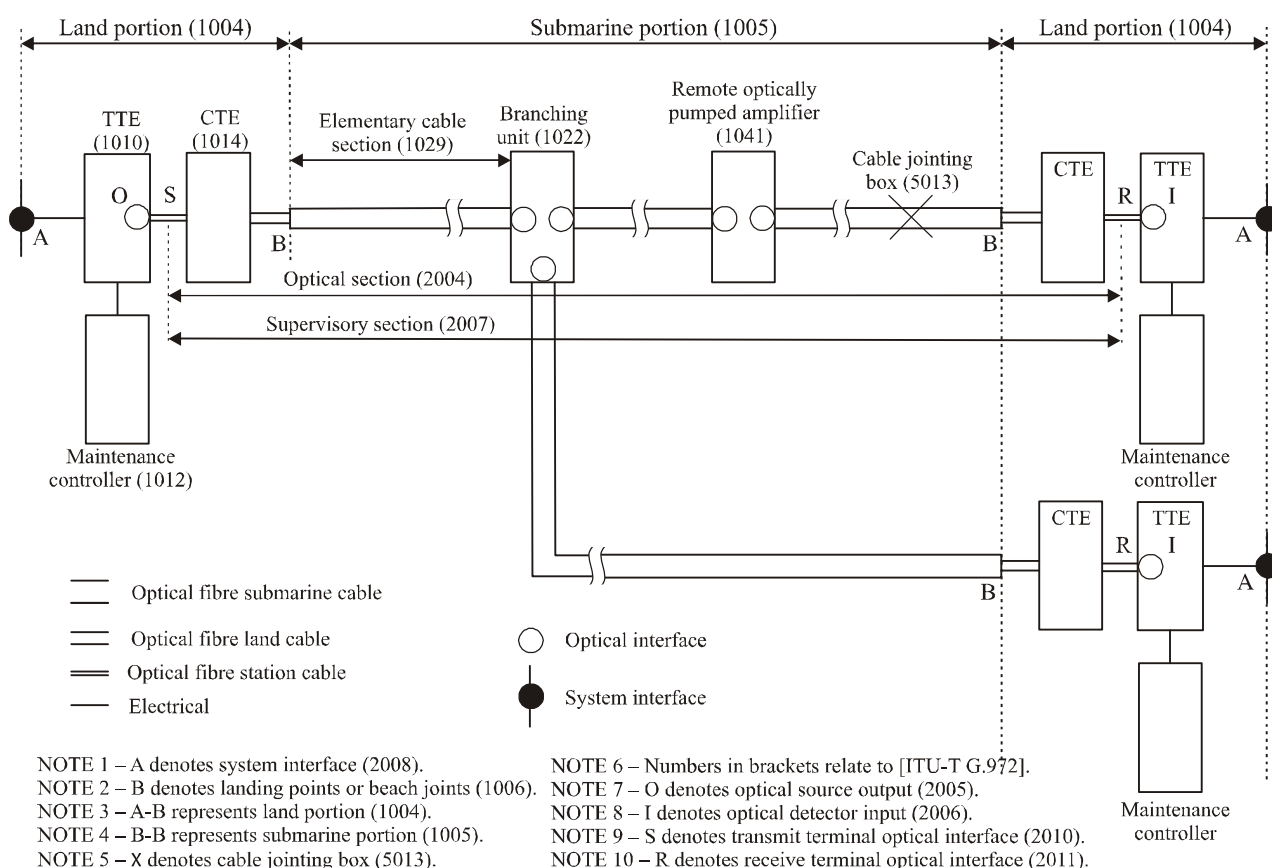 Land portion (1004)
Submarine portion (1005)
Land portion (1004)
TTE
(1010)
CTE
(1014)
Elementary cable
section (1029)
Branching
unit (1022)
Remote optically
pumped amplifier
(1041)
Cable jointing
box (5013)
CTE
TTE
O
S
R
I
A
B
B
A
Optical section (2004)
Supervisory section (2007)
Maintenance
controller (1012)
Maintenance
controller
CTE
TTE
R
I
B
A
Optical fibre submarine cable
Optical fibre land cable
Optical fibre station cable
Electrical
Optical interface
System interface
Maintenance
controller
NOTE 1 – A denotes system interface (2008).
NOTE 2 – B denotes landing points or beach joints (1006).
NOTE 3 – A-B represents land portion (1004).
NOTE 4 – B-B represents submarine portion (1005).
NOTE 5 – X denotes cable jointing box (5013).
NOTE 6 – Numbers in brackets relate to [ITU-T G.972].
NOTE 7 – O denotes optical source output (2005).
NOTE 8 – I denotes optical detector input (2006).
NOTE 9 – S denotes transmit terminal optical interface (2010).
NOTE 10 – R denotes receive terminal optical interface (2011).